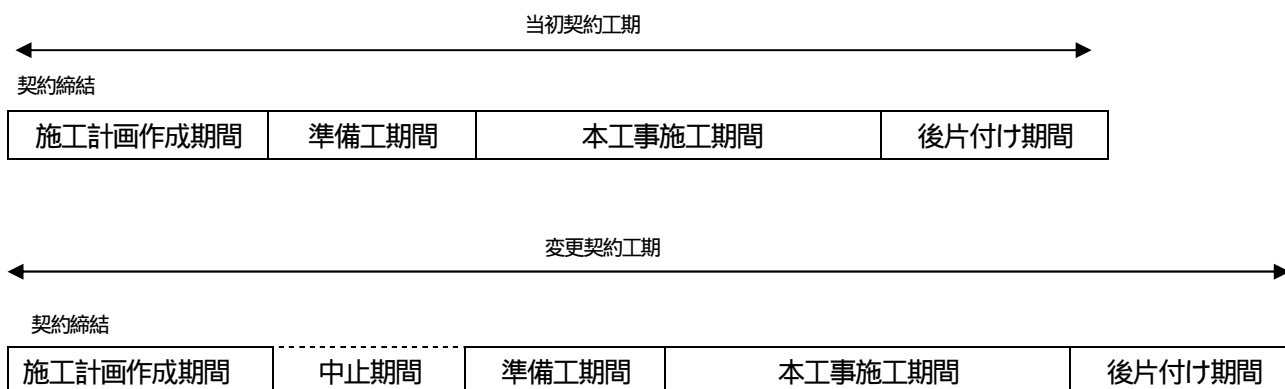 当初契約工期
契約締結
施工計画作成期間 準備工期間 本工事施工期間 後片付け期間
変更契約工期
契約締結
施工計画作成期間 中止期間 準備工期間 本工事施工期間 後片付け期間